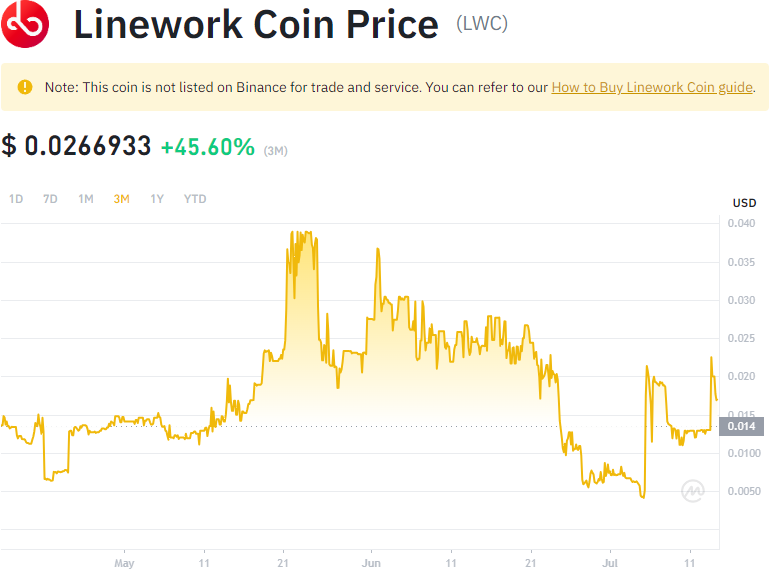 Linework Coin Price (LWC)
Note: This coin is not listed on Binance for trade and service. You can refer to our How to Buy Linework Coin guide.
$ 0.0266933 +45.60% (3M)
1D 7D 1M 3M 1Y YTD
USD
0.040
0.035
0.030
0.025
0.020
0.015
0.014
0.0100
0.0050
May 11 21 Jun 11 21 Jul 11